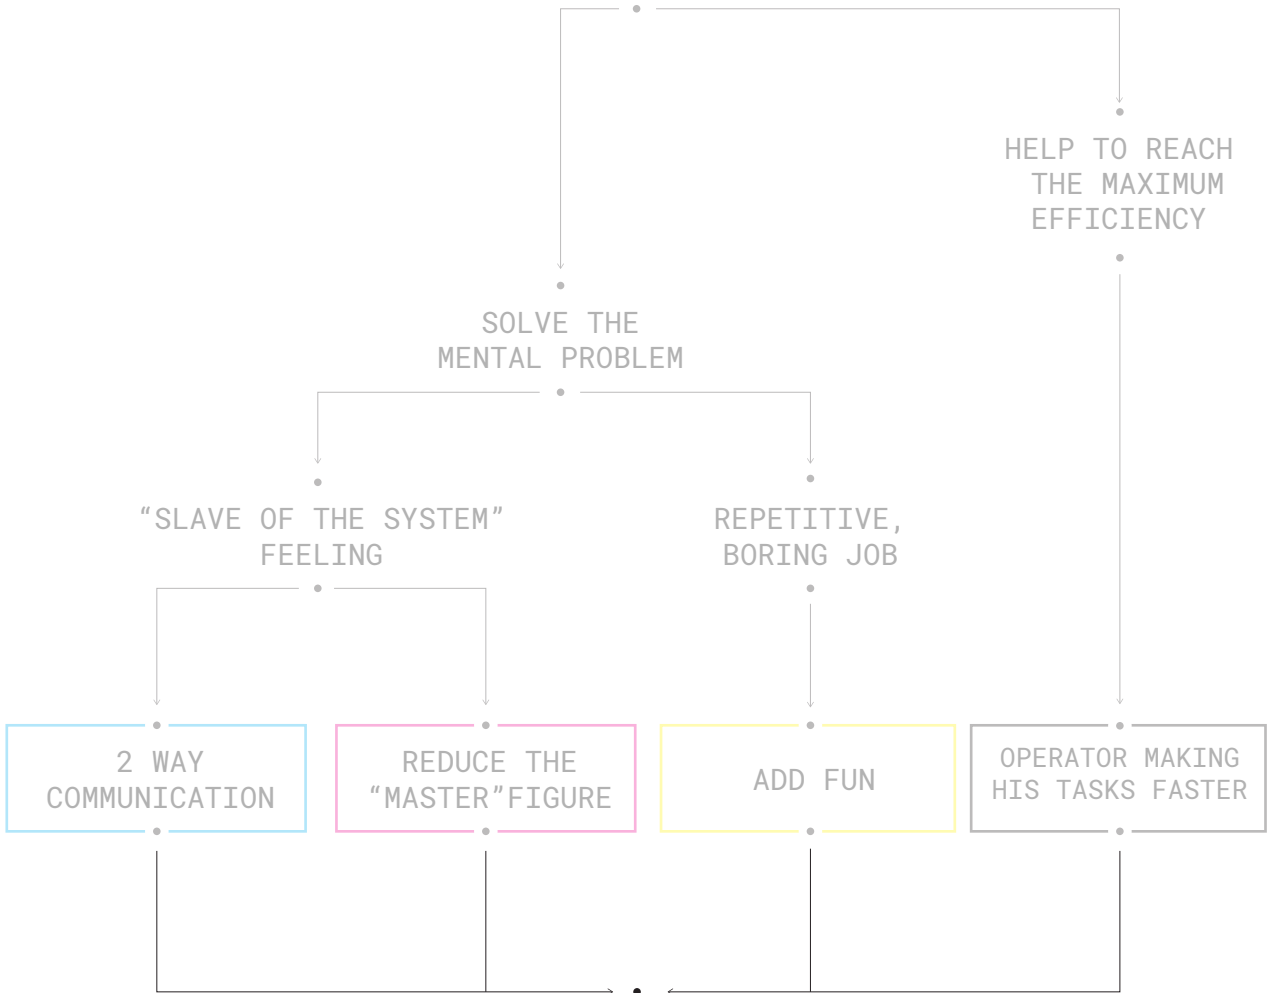 HELP TO REACH
THE MAXIMUM
EFFICIENCY
SOLVE THE
MENTAL PROBLEM
“SLAVE OF THE SYSTEM”
FEELING
REPETITIVE,
BORING JOB
2 WAY
COMMUNICATION
REDUCE THE
“MASTER”FIGURE
ADD FUN
OPERATOR MAKING
HIS TASKS FASTER